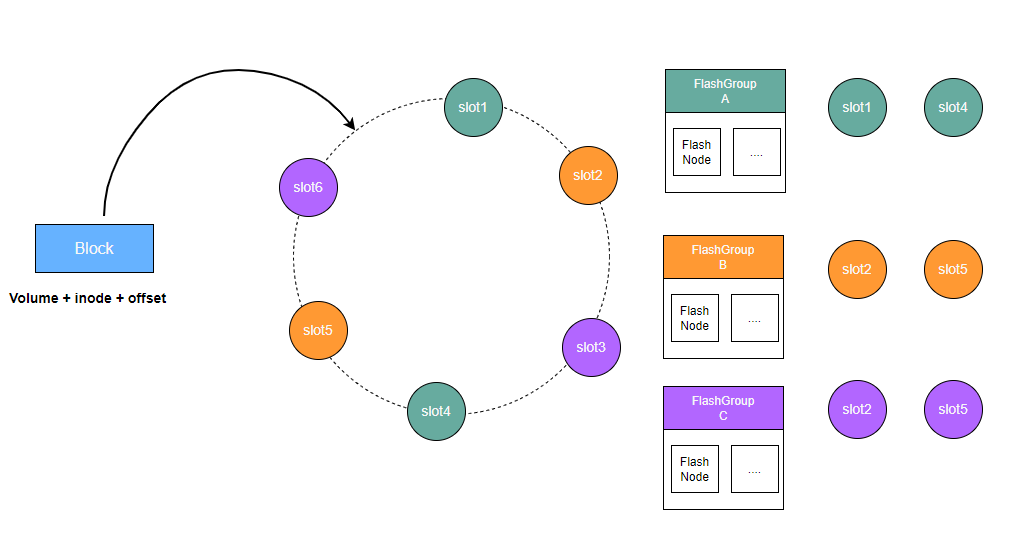 slot1
slot2
slot6
Block
Volume + inode + offset
slot5
slot3
slot4
FlashGroup
A
Flash
Node
....
slot1
slot4
FlashGroup
B
Flash
Node
....
slot2
slot5
FlashGroup
C
Flash
Node
....
slot2
slot5